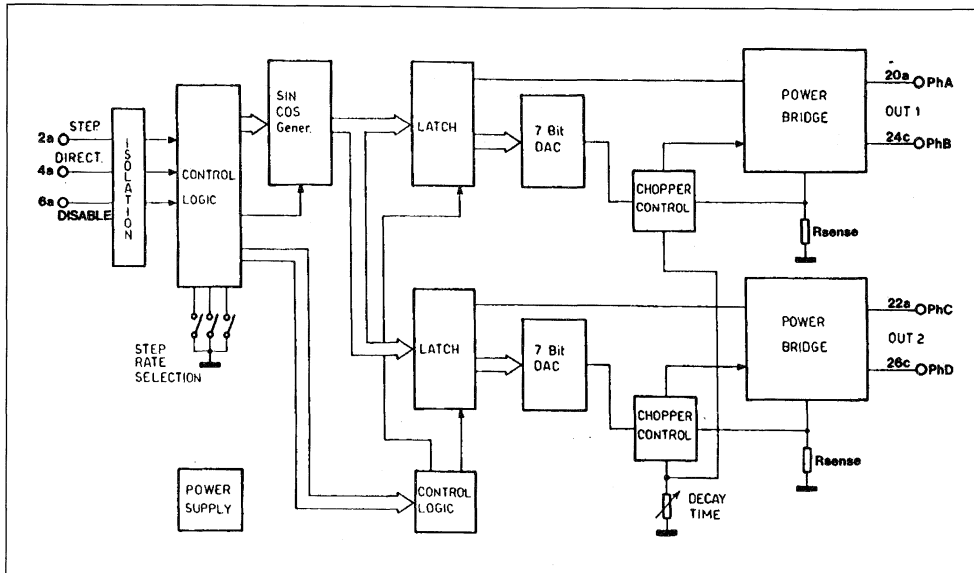 2a
STEP
4a
DIRECT.
6a
DISABLE
ISOLATION
CONTROL
LOGIC
STEP
RATE
SELECTION
SIN
COS
Gener.
LATCH
7 Bit
DAC
CHOPPER
CONTROL
POWER
BRIDGE
20a
PhA
OUT 1
24c
PhB
Rsense
LATCH
7 Bit
DAC
CHOPPER
CONTROL
POWER
BRIDGE
22a
PhC
OUT 2
26c
PhD
Rsense
DECAY
TIME
CONTROL
LOGIC
POWER
SUPPLY